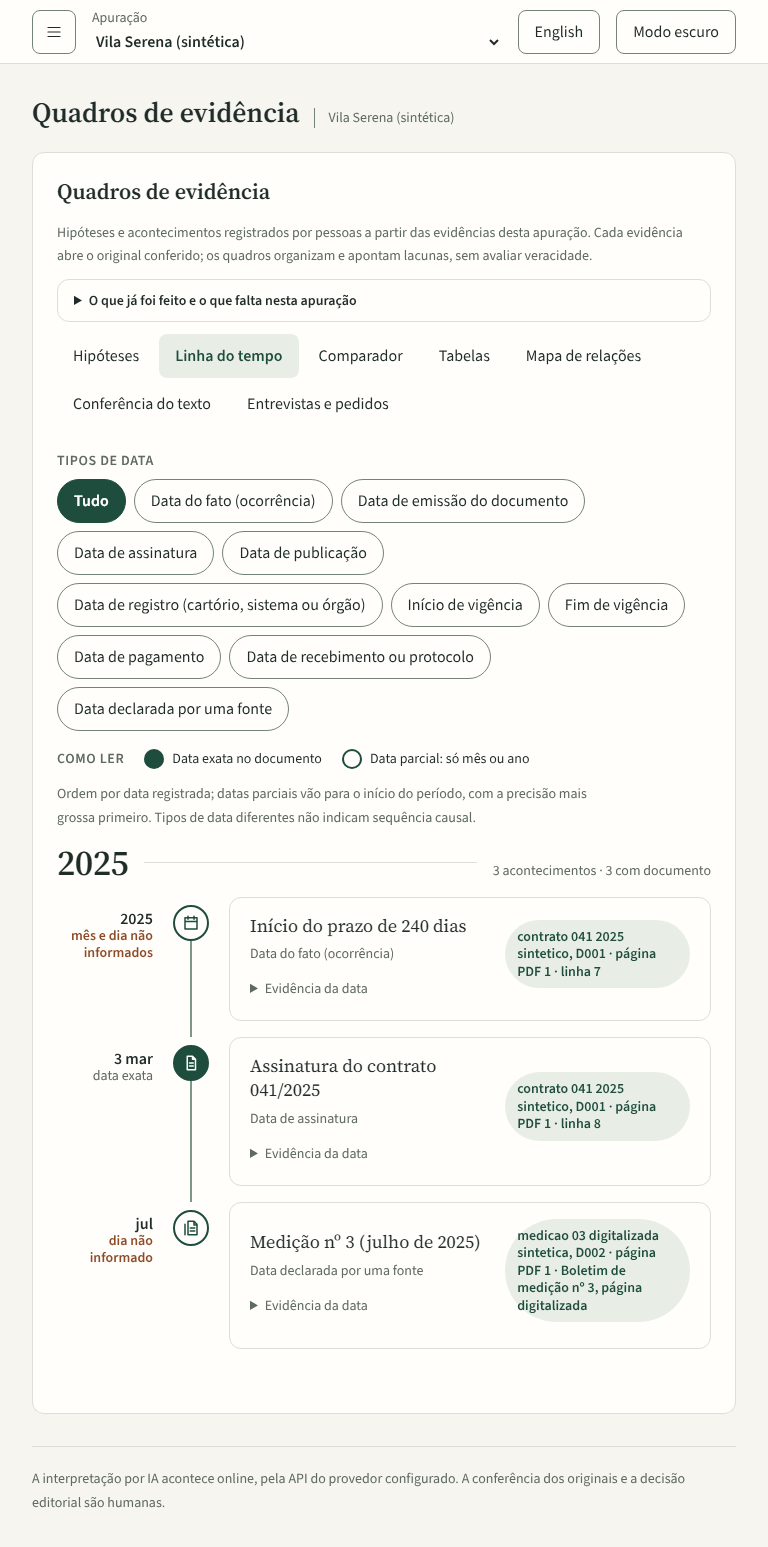 Apuração
Vila Serena (sintética)
English
Modo escuro
Quadros de evidência
Vila Serena (sintética)
Quadros de evidência
Hipóteses e acontecimentos registrados por pessoas a partir das evidências desta apuração. Cada evidência
abre o original conferido; os quadros organizam e apontam lacunas, sem avaliar veracidade.
O que já foi feito e o que falta nesta apuração
Hipóteses
Linha do tempo
Comparador
Tabelas
Mapa de relações
Conferência do texto
Entrevistas e pedidos
TIPOS DE DATA
Tudo
Data do fato (ocorrência)
Data de emissão do documento
Data de assinatura
Data de publicação
Data de registro (cartório, sistema ou órgão)
Início de vigência
Fim de vigência
Data de pagamento
Data de recebimento ou protocolo
Data declarada por uma fonte
COMO LER
Data exata no documento
Data parcial: só mês ou ano
Ordem por data registrada; datas parciais vão para o início do período, com a precisão mais
grossa primeiro. Tipos de data diferentes não indicam sequência causal.
2025
3 acontecimentos · 3 com documento
2025
mês e dia não
informados
Início do prazo de 240 dias
Data do fato (ocorrência)
Evidência da data
contrato 041 2025
sintetico, D001 · página
PDF 1 · linha 7
3 mar
data exata
Assinatura do contrato
041/2025
Data de assinatura
Evidência da data
contrato 041 2025
sintetico, D001 · página
PDF 1 · linha 8
jul
dia não
informado
Medição nº 3 (julho de 2025)
Data declarada por uma fonte
Evidência da data
medicao 03 digitalizada
sintetica, D002 · página
PDF 1 · Boletim de
medição nº 3, página
digitalizada
A interpretação por IA acontece online, pela API do provedor configurado. A conferência dos originais e a decisão
editorial são humanas.